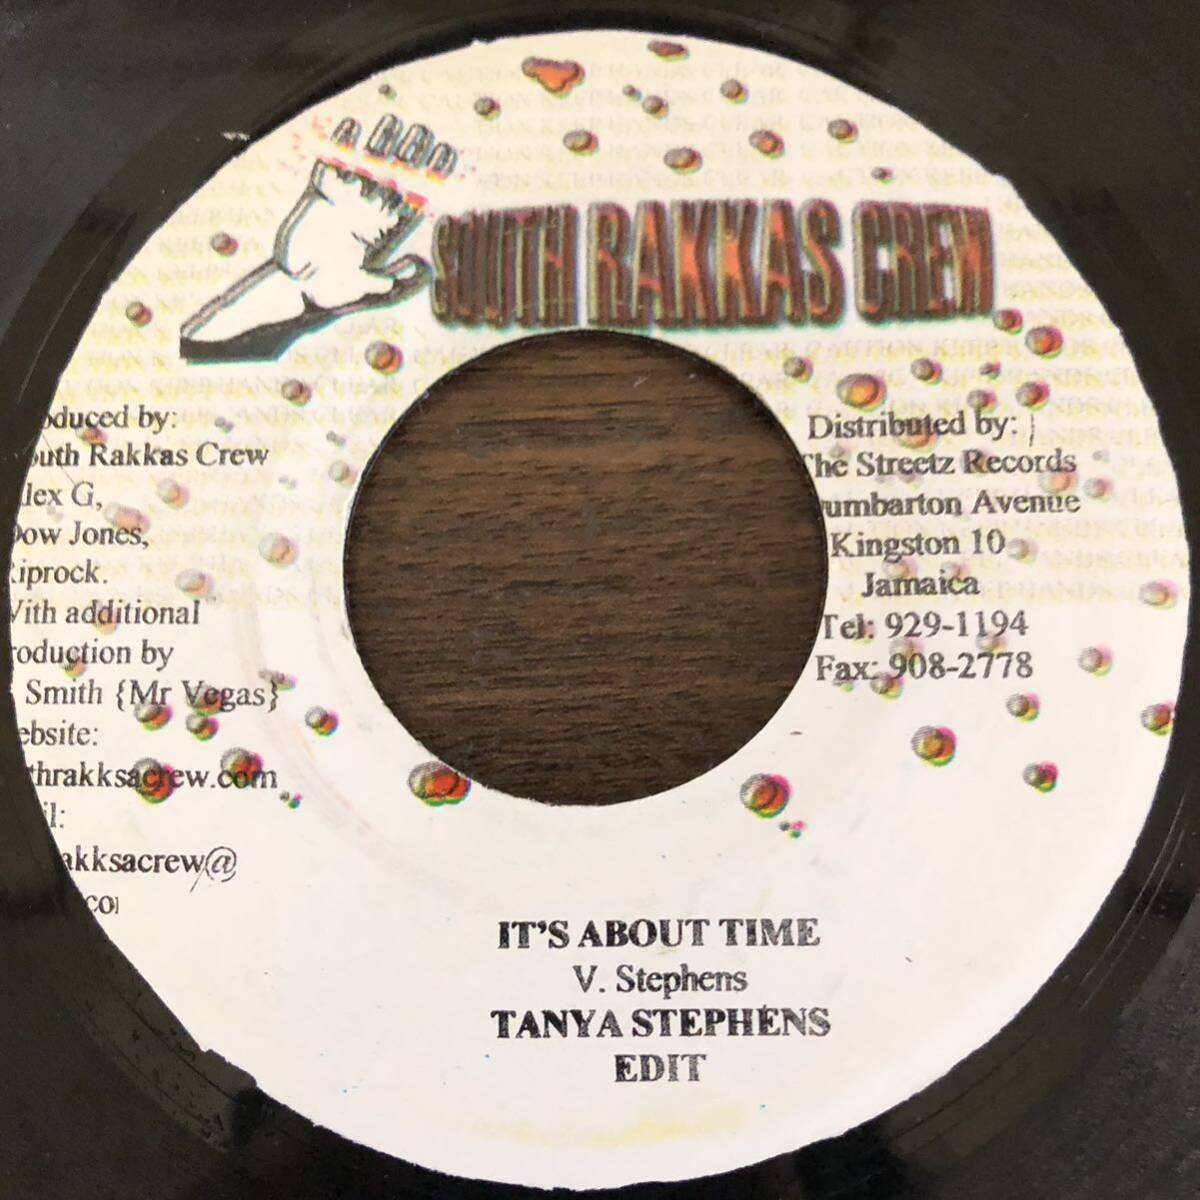 SOUTH RAKKAS CREW
oduced by:
outh Rakkas Crew
lex G,
Dow Jones,
Riprock.
With additional
roduction by
Smith {Mr Vegas}
ebsite:
thrakksacrew.com
il:
akksacrew@
.com
Distributed by:
The Streetz Records
umbarton Avenue
Kingston 10
Jamaica
Tel: 929-1194
Fax: 908-2778
IT'S ABOUT TIME
V. Stephens
TANYA STEPHENS
EDIT